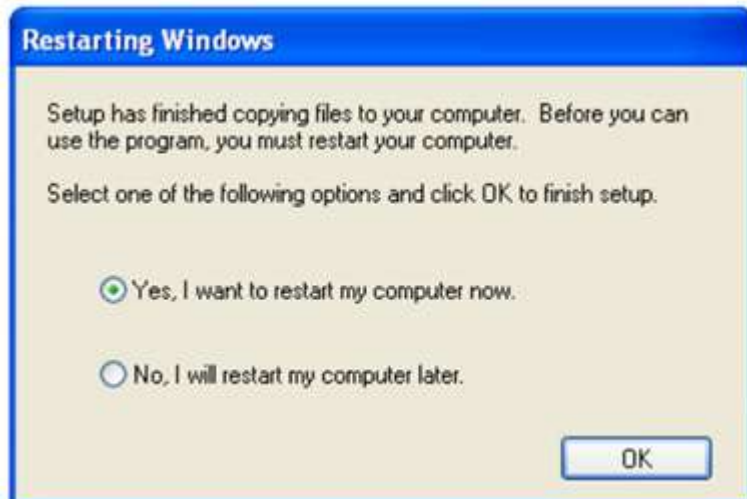 Restarting Windows
Setup has finished copying files to your computer.  Before you can
use the program, you must restart your computer.
Select one of the following options and click OK to finish setup.
Yes, I want to restart my computer now.
No, I will restart my computer later.
OK